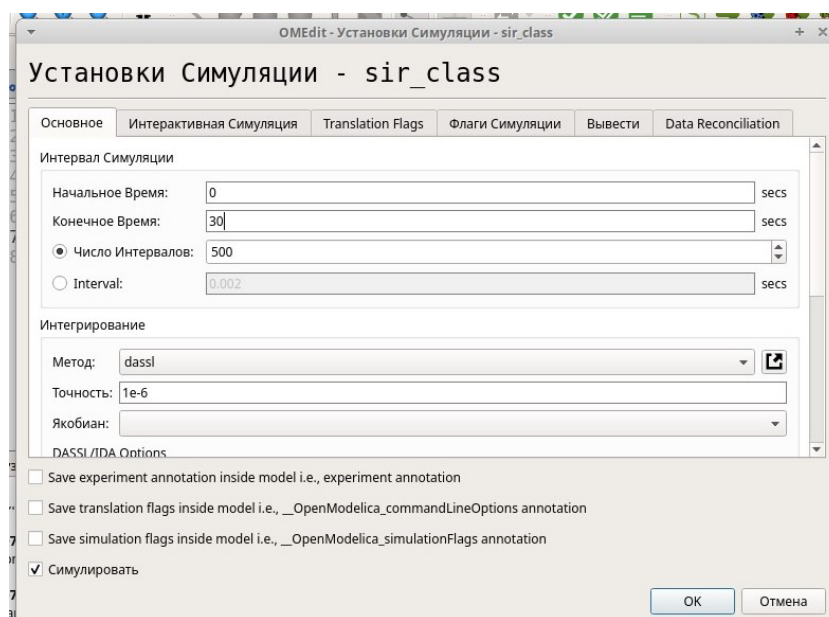 OMEdit - Установки Симуляции - sir_class
Установки Симуляции - sir_class
Основное Интерактивная Симуляция Translation Flags Флаги Симуляции Вывести Data Reconciliation
Интервал Симуляции
Начальное Время: 0 secs
Конечное Время: 30 secs
Число Интервалов: 500
Interval: 0.002 secs
Интегрирование
Метод: dassl
Точность: 1e-6
Якобиан:
DASSL/IDA Options
Save experiment annotation inside model i.e., experiment annotation
Save translation flags inside model i.e., __OpenModelica_commandLineOptions annotation
Save simulation flags inside model i.e., __OpenModelica_simulationFlags annotation
Симулировать
OK Отмена